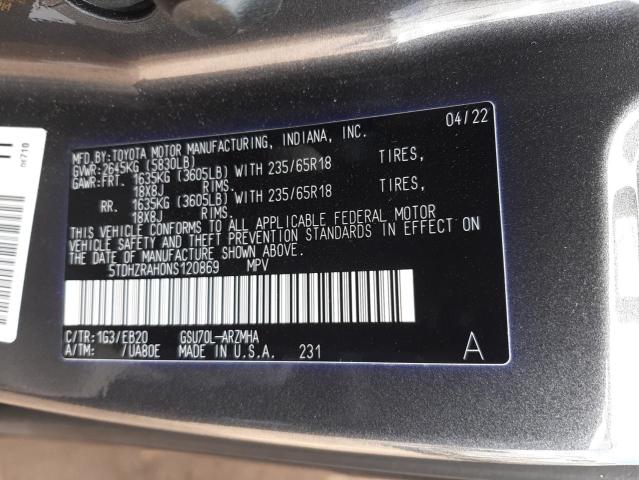 MFD.BY:TOYOTA MOTOR MANUFACTURING, INDIANA, INC. 04/22
GVWR: 2645KG (5830LB)
GAWR:FRT. 1635KG (3605LB) WITH 235/65R18 TIRES,
18X8J RIMS.
RR. 1635KG (3605LB) WITH 235/65R18 TIRES,
18X8J RIMS.
THIS VEHICLE CONFORMS TO ALL APPLICABLE FEDERAL MOTOR
VEHICLE SAFETY AND THEFT PREVENTION STANDARDS IN EFFECT ON
THE DATE OF MANUFACTURE SHOWN ABOVE.
5TDHZRAH0NS120869 MPV
C/TR: 1G3/EB20 GSU70L-ARZMHA
A/TM: /UA80E MADE IN U.S.A. 231 A